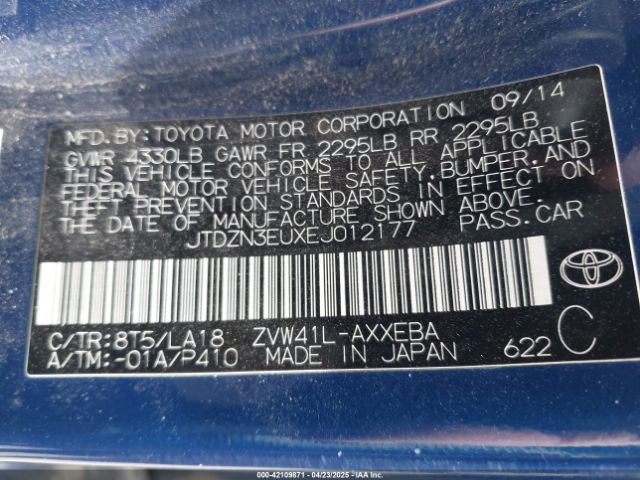 MFD. BY: TOYOTA MOTOR CORPORATION 09/14
GVWR 4330LB GAWR FR 2295LB RR 2295LB
THIS VEHICLE CONFORMS TO ALL APPLICABLE
FEDERAL MOTOR VEHICLE SAFETY, BUMPER, AND
THEFT PREVENTION STANDARDS IN EFFECT ON
THE DATE OF MANUFACTURE SHOWN ABOVE.
JTDZN3EUXEJ012177 PASS. CAR
C/TR: 8T5/LA18 ZVW41L-AXXEBA
A/TM: -01A/P410 MADE IN JAPAN 622 C
000-42109871 - 04/23/2025 - IAA, Inc.